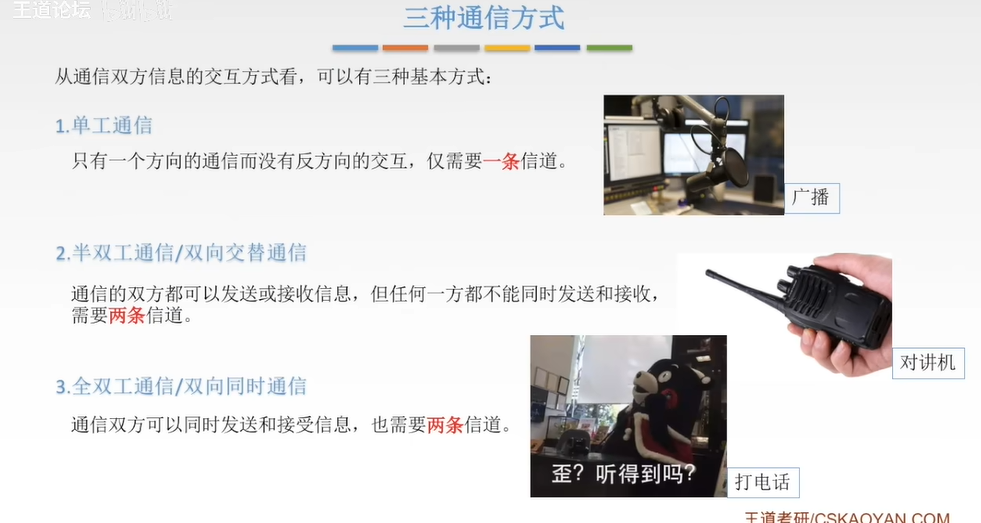 王道论坛
三种通信方式
从通信双方信息的交互方式看，可以有三种基本方式：
1.单工通信
只有一个方向的通信而没有反方向的交互，仅需要一条信道。
广播
2.半双工通信/双向交替通信
通信的双方都可以发送或接收信息，但任何一方都不能同时发送和接收，
需要两条信道。
对讲机
3.全双工通信/双向同时通信
通信双方可以同时发送和接受信息，也需要两条信道。
歪？听得到吗？
打电话
王道考研/CSKAOYAN.COM